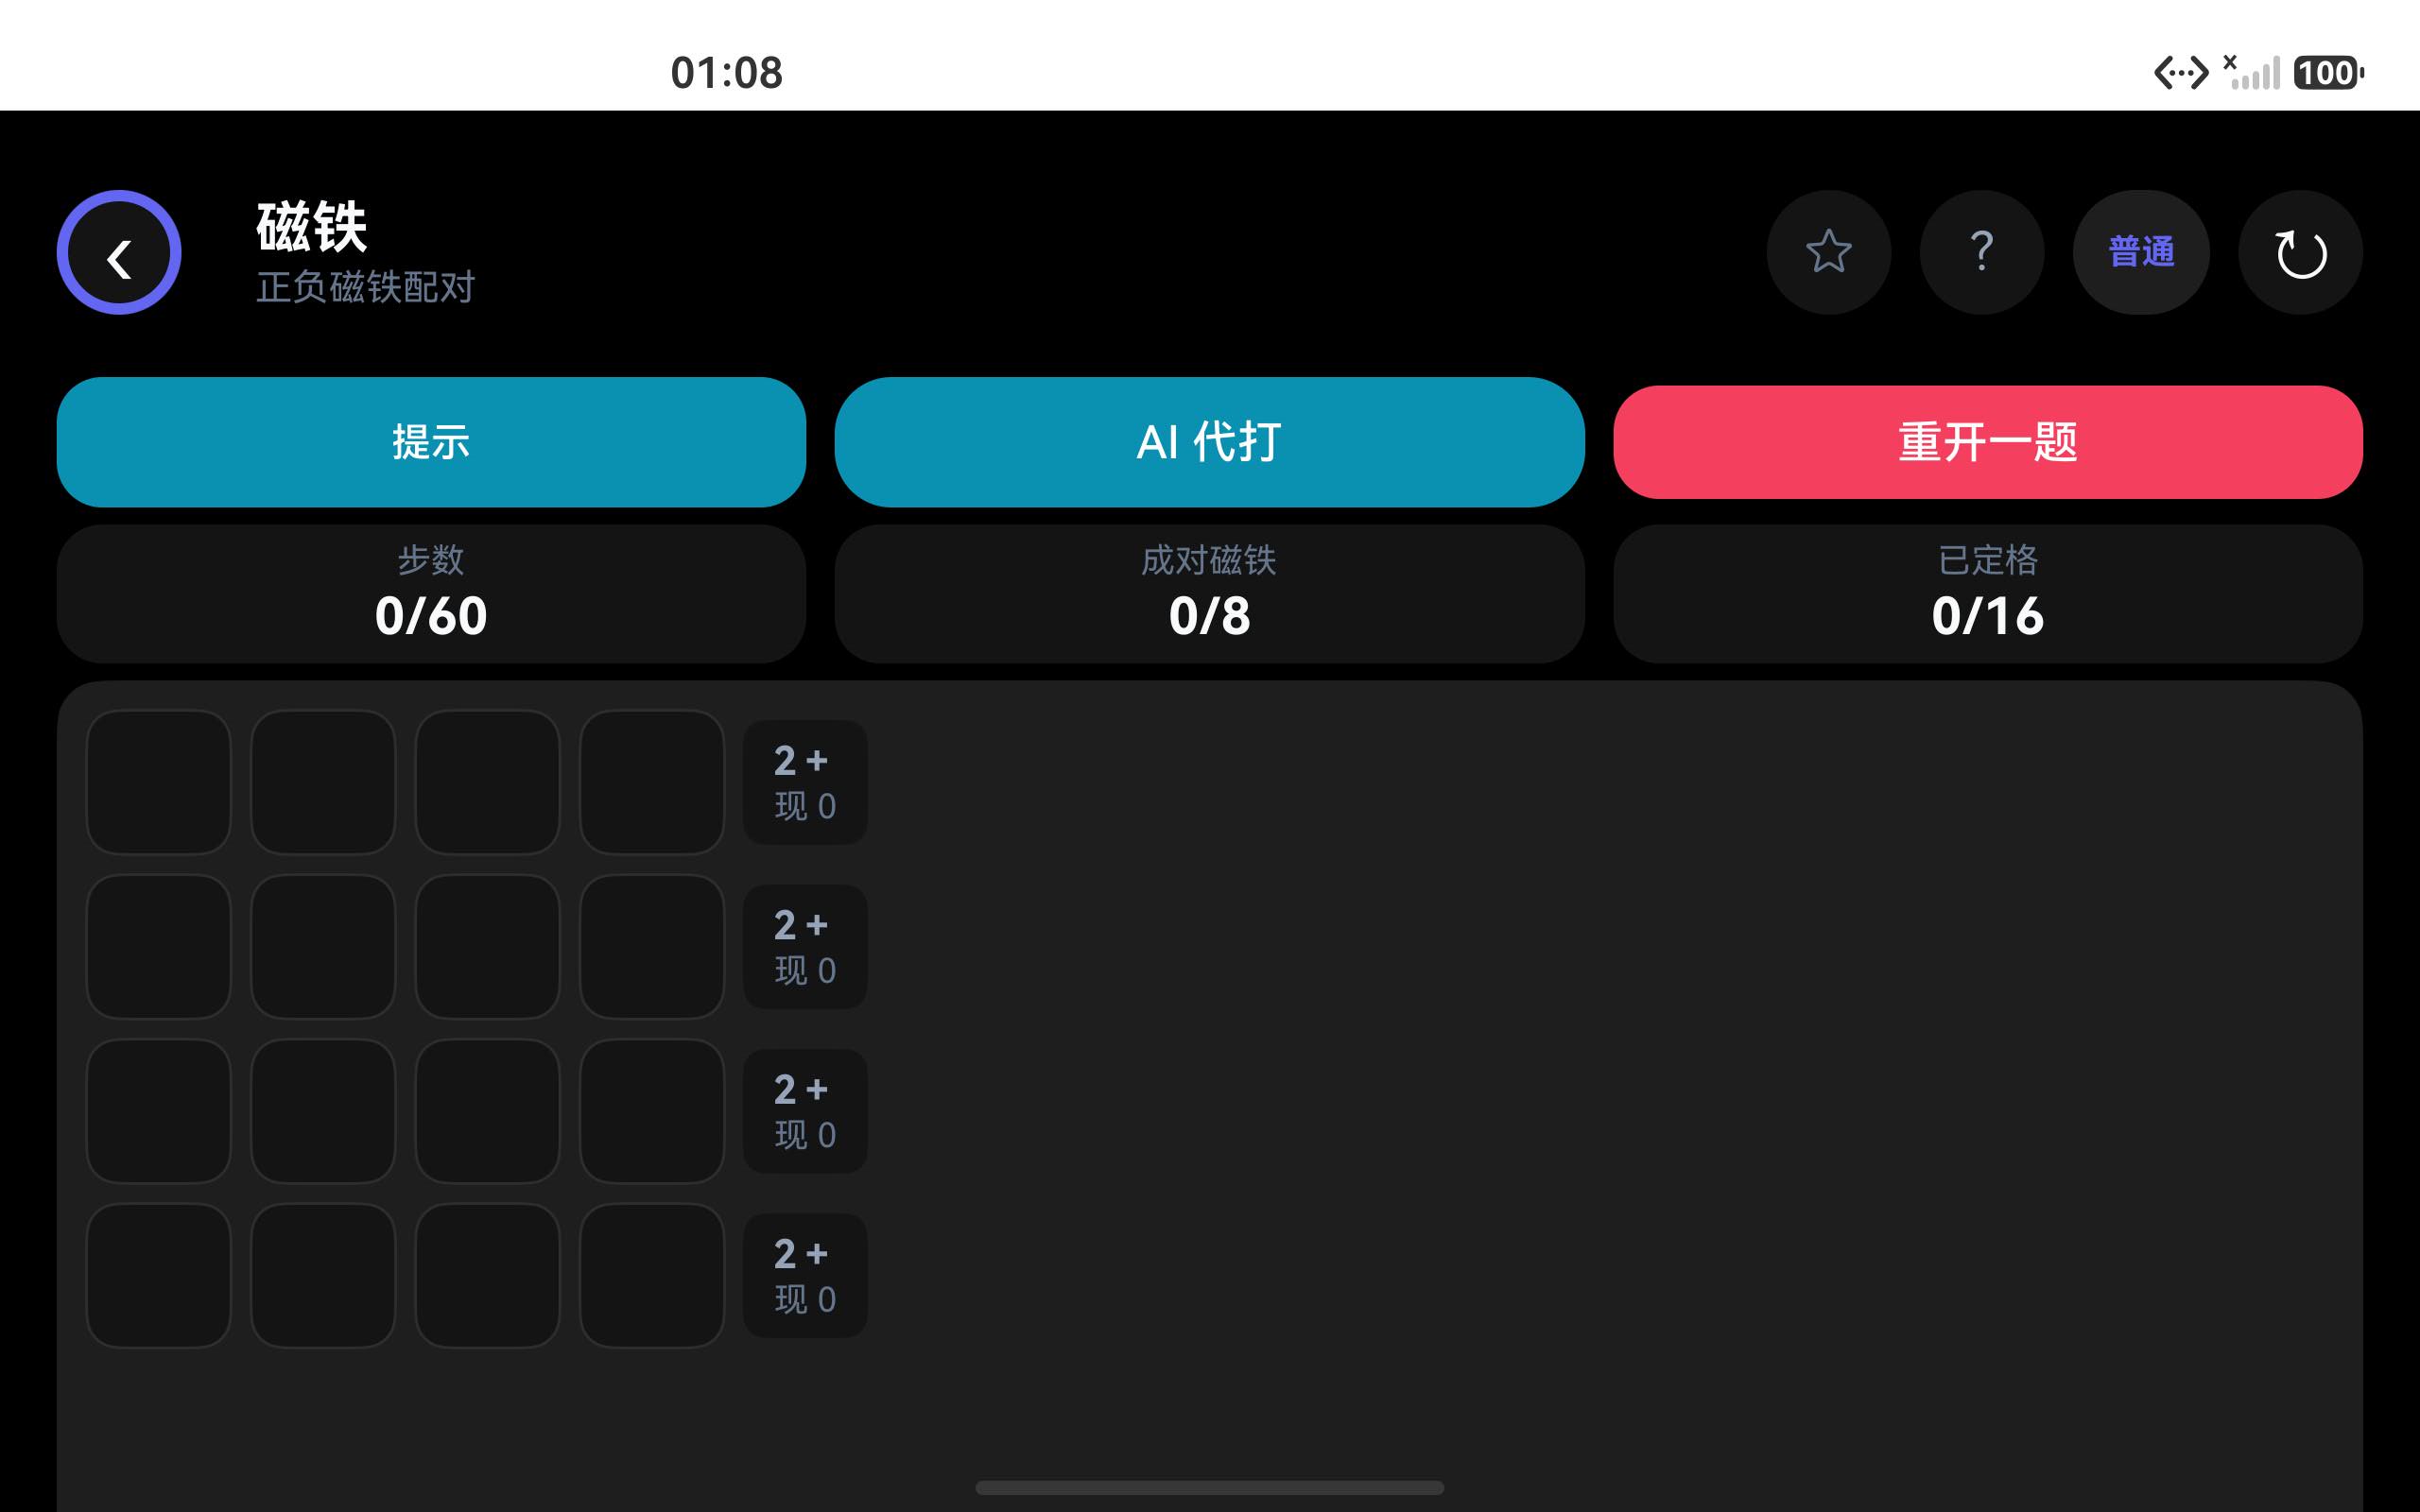 01:08
100
磁铁
正负磁铁配对
?
普通
提示
AI 代打
重开一题
步数
0/60
成对磁铁
0/8
已定格
0/16
2 +
现 0
2 +
现 0
2 +
现 0
2 +
现 0